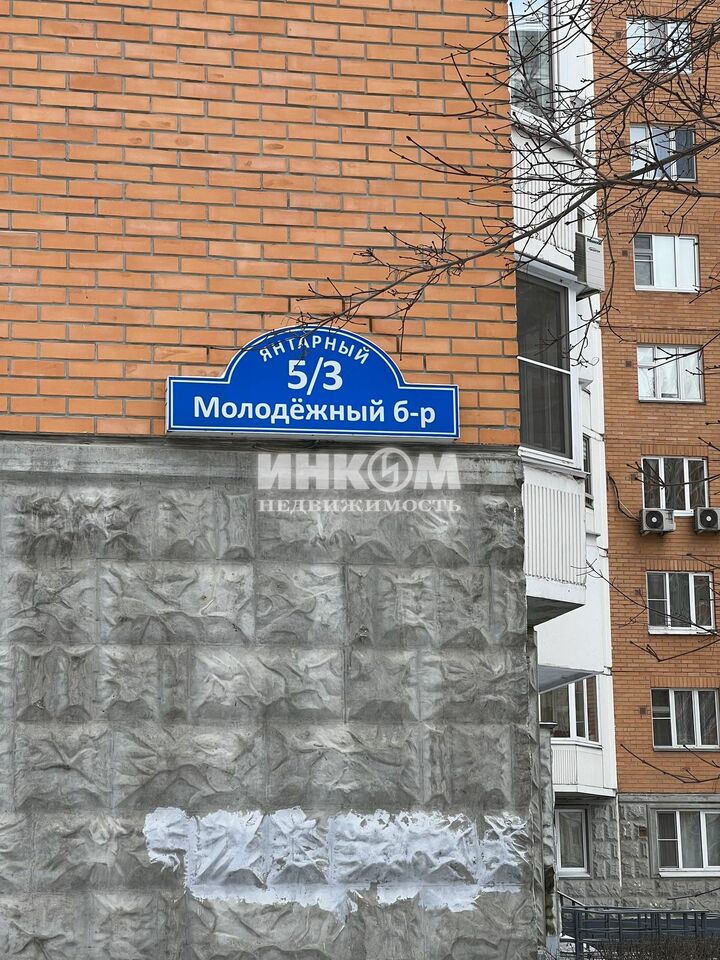 ЯНТАРНЫЙ
5/3
Молодёжный б-р
ИНКОМ
НЕДВИЖИМОСТЬ